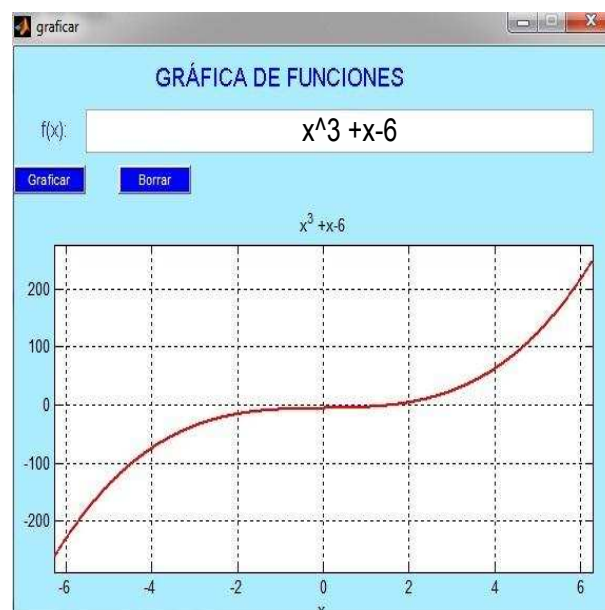 graficar
GRÁFICA DE FUNCIONES
f(x): x^3 +x-6
Graficar Borrar
x³ +x-6
200
100
0
-100
-200
-6 -4 -2 0 2 4 6
x